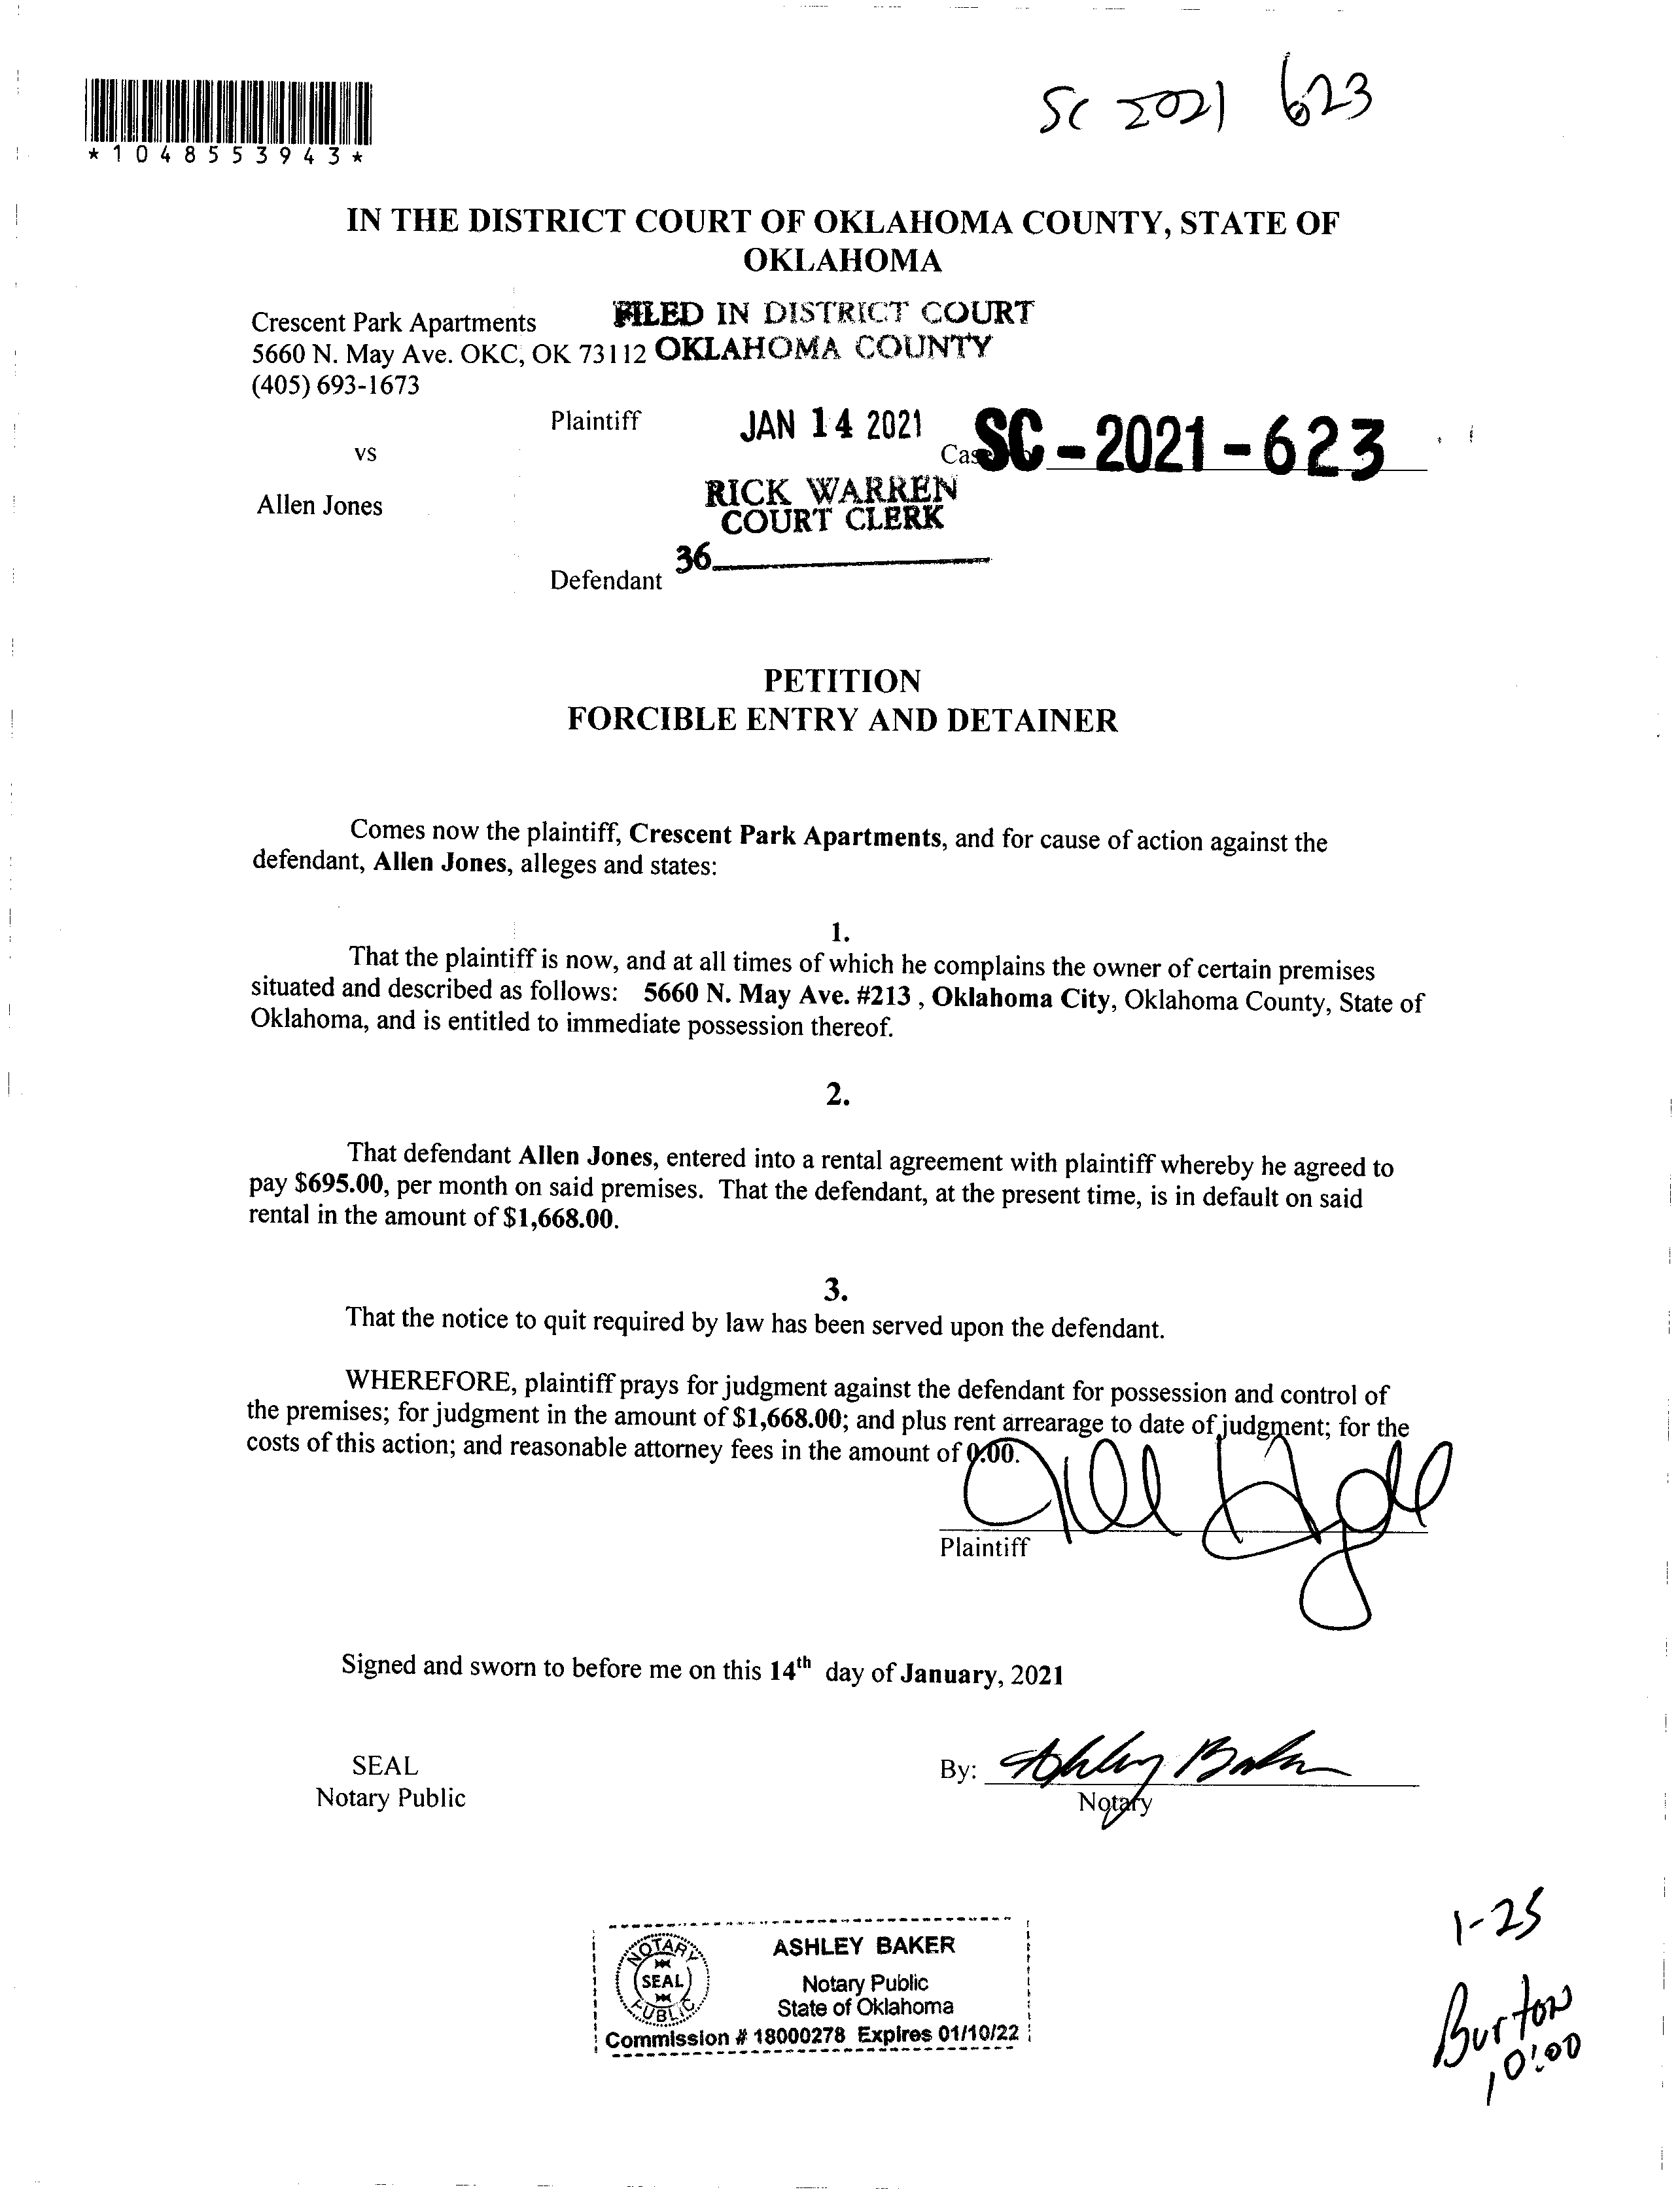 SC 2021 623
*1048553943*
IN THE DISTRICT COURT OF OKLAHOMA COUNTY, STATE OF
OKLAHOMA
Crescent Park Apartments
5660 N. May Ave. OKC, OK 73112
(405) 693-1673
FILED IN DISTRICT COURT
OKLAHOMA COUNTY
Plaintiff
JAN 14 2021
SC-2021-623
vs
Allen Jones
RICK WARREN
COURT CLERK
36
Defendant
PETITION
FORCIBLE ENTRY AND DETAINER
Comes now the plaintiff, Crescent Park Apartments, and for cause of action against the
defendant, Allen Jones, alleges and states:
1.
That the plaintiff is now, and at all times of which he complains the owner of certain premises
situated and described as follows: 5660 N. May Ave. #213 , Oklahoma City, Oklahoma County, State of
Oklahoma, and is entitled to immediate possession thereof.
2.
That defendant Allen Jones, entered into a rental agreement with plaintiff whereby he agreed to
pay $695.00, per month on said premises. That the defendant, at the present time, is in default on said
rental in the amount of $1,668.00.
3.
That the notice to quit required by law has been served upon the defendant.
WHEREFORE, plaintiff prays for judgment against the defendant for possession and control of
the premises; for judgment in the amount of $1,668.00; and plus rent arrearage to date of judgment; for the
costs of this action; and reasonable attorney fees in the amount of 0.00.
Plaintiff
Signed and sworn to before me on this 14th day of January, 2021
SEAL
Notary Public
By: Ashley Baker
Notary
NOTARY
SEAL
PUBLIC
ASHLEY BAKER
Notary Public
State of Oklahoma
Commission # 18000278 Expires 01/10/22
1-25
Burton
10:00